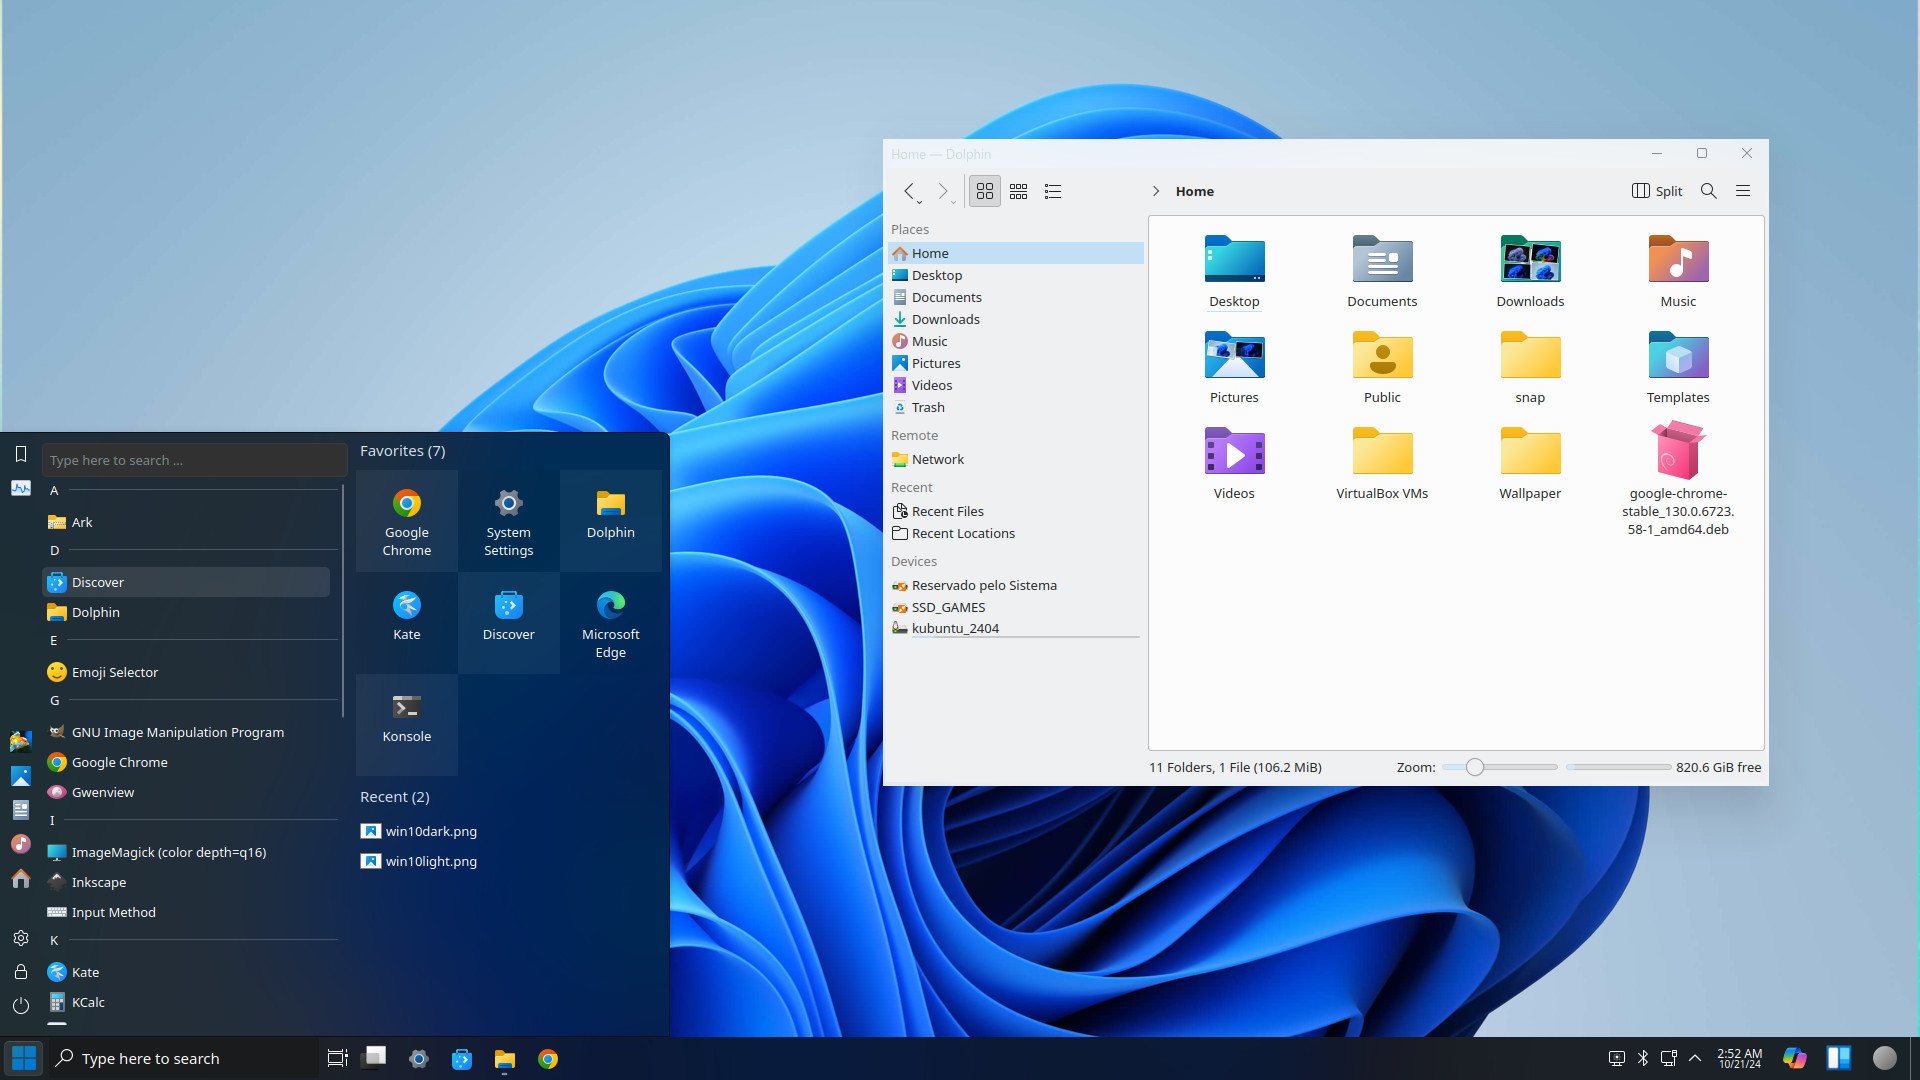 Type here to search ...
A
Ark
D
Discover
Dolphin
E
Emoji Selector
G
GNU Image Manipulation Program
Google Chrome
Gwenview
I
ImageMagick (color depth=q16)
Inkscape
Input Method
K
Kate
KCalc
Favorites (7)
Google
Chrome
System
Settings
Dolphin
Kate
Discover
Microsoft
Edge
Konsole
Recent (2)
win10dark.png
win10light.png
Home — Dolphin
Home
Split
Places
Home
Desktop
Documents
Downloads
Music
Pictures
Videos
Trash
Remote
Network
Recent
Recent Files
Recent Locations
Devices
Reservado pelo Sistema
SSD_GAMES
kubuntu_2404
Desktop
Documents
Downloads
Music
Pictures
Public
snap
Templates
Videos
VirtualBox VMs
Wallpaper
google-chrome-
stable_130.0.6723.
58-1_amd64.deb
11 Folders, 1 File (106.2 MiB)
Zoom:
820.6 GiB free
Type here to search
2:52 AM
10/21/24